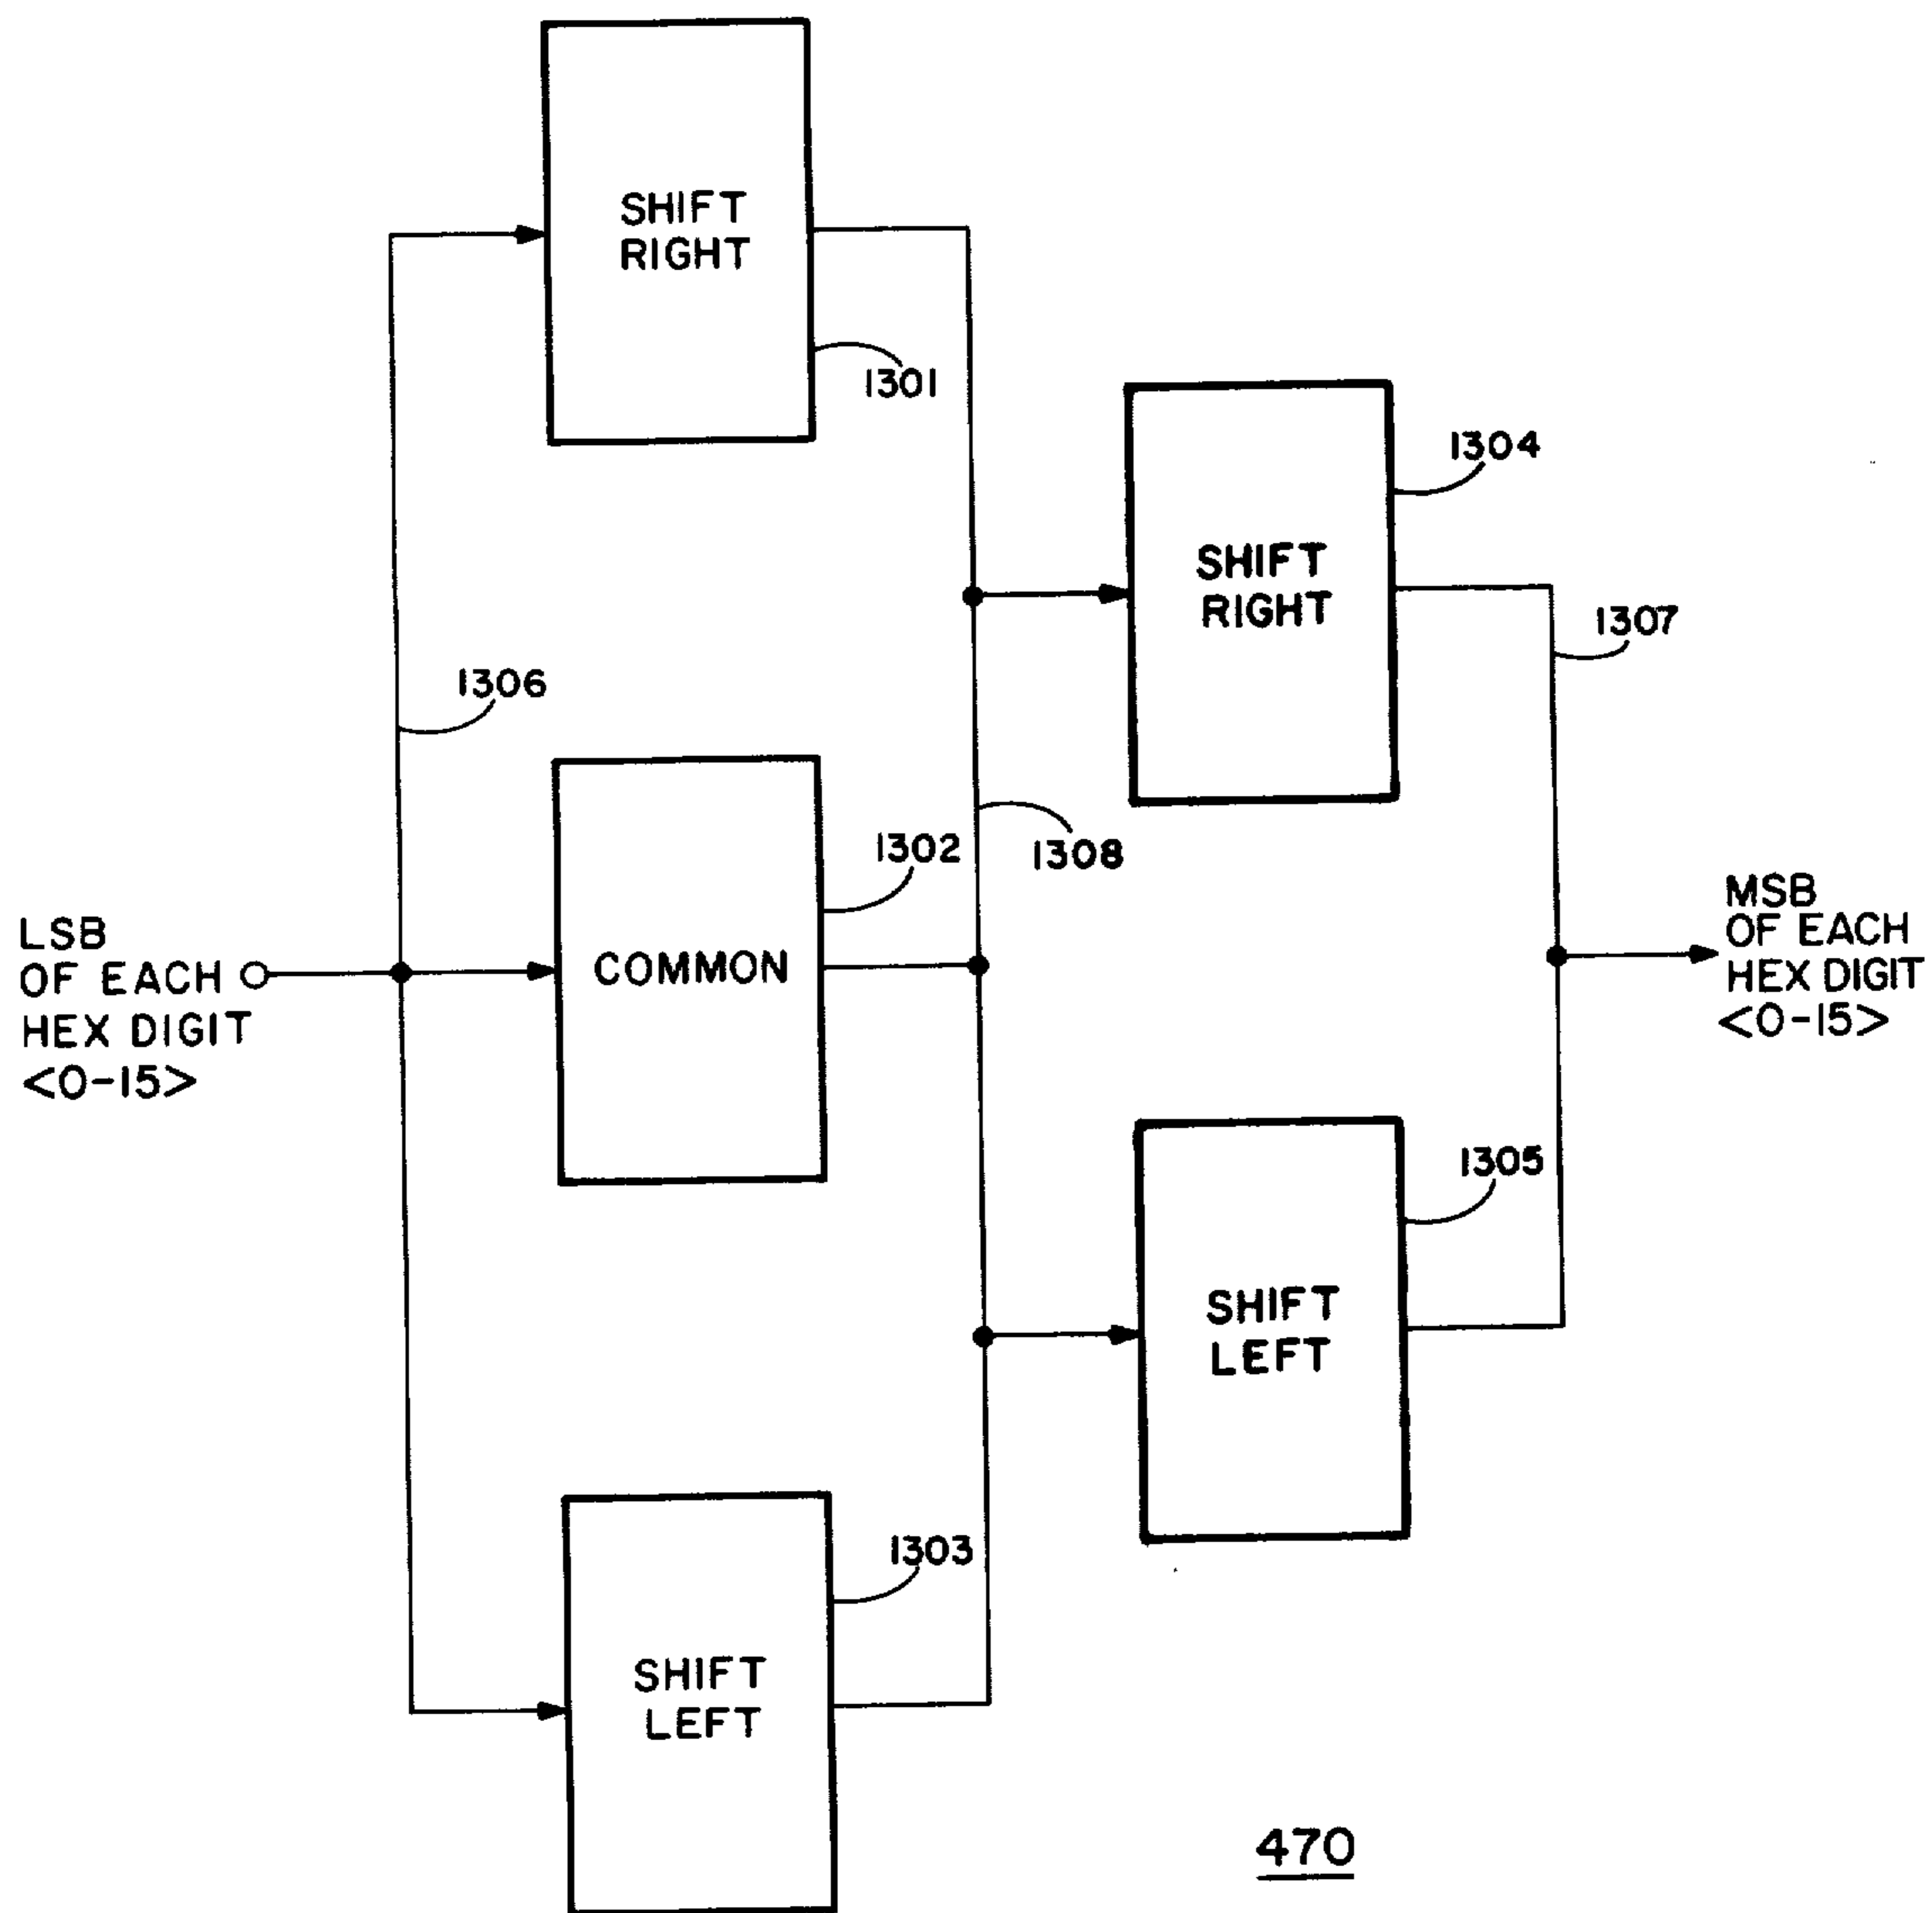 SHIFT
RIGHT
1301
1304
SHIFT
RIGHT
1307
1306
1302
1308
LSB
OF EACH
HEX DIGIT
<0-15>
COMMON
MSB
OF EACH
HEX DIGIT
<0-15>
1305
SHIFT
LEFT
1303
SHIFT
LEFT
470